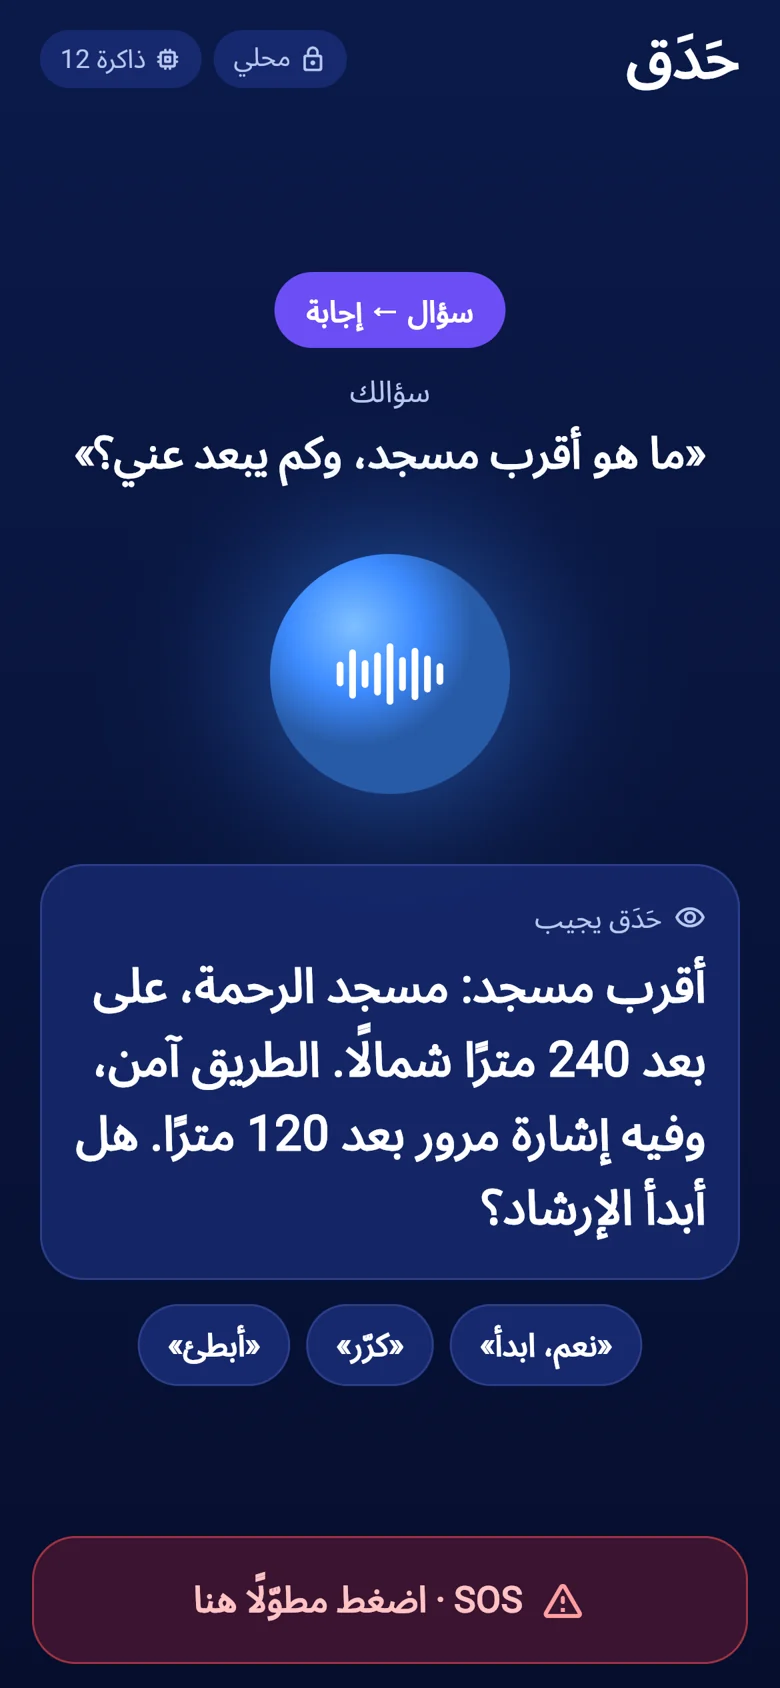 حَدَق
محلي
ذاكرة 12
سؤال ← إجابة
سؤالك
«ما هو أقرب مسجد، وكم يبعد عني؟»
حَدَق يجيب
أقرب مسجد: مسجد الرحمة، على
بعد 240 مترًا شمالًا. الطريق آمن،
وفيه إشارة مرور بعد 120 مترًا. هل
أبدأ الإرشاد؟
«نعم، ابدأ»
«كرّر»
«أبطئ»
SOS · اضغط مطوّلًا هنا